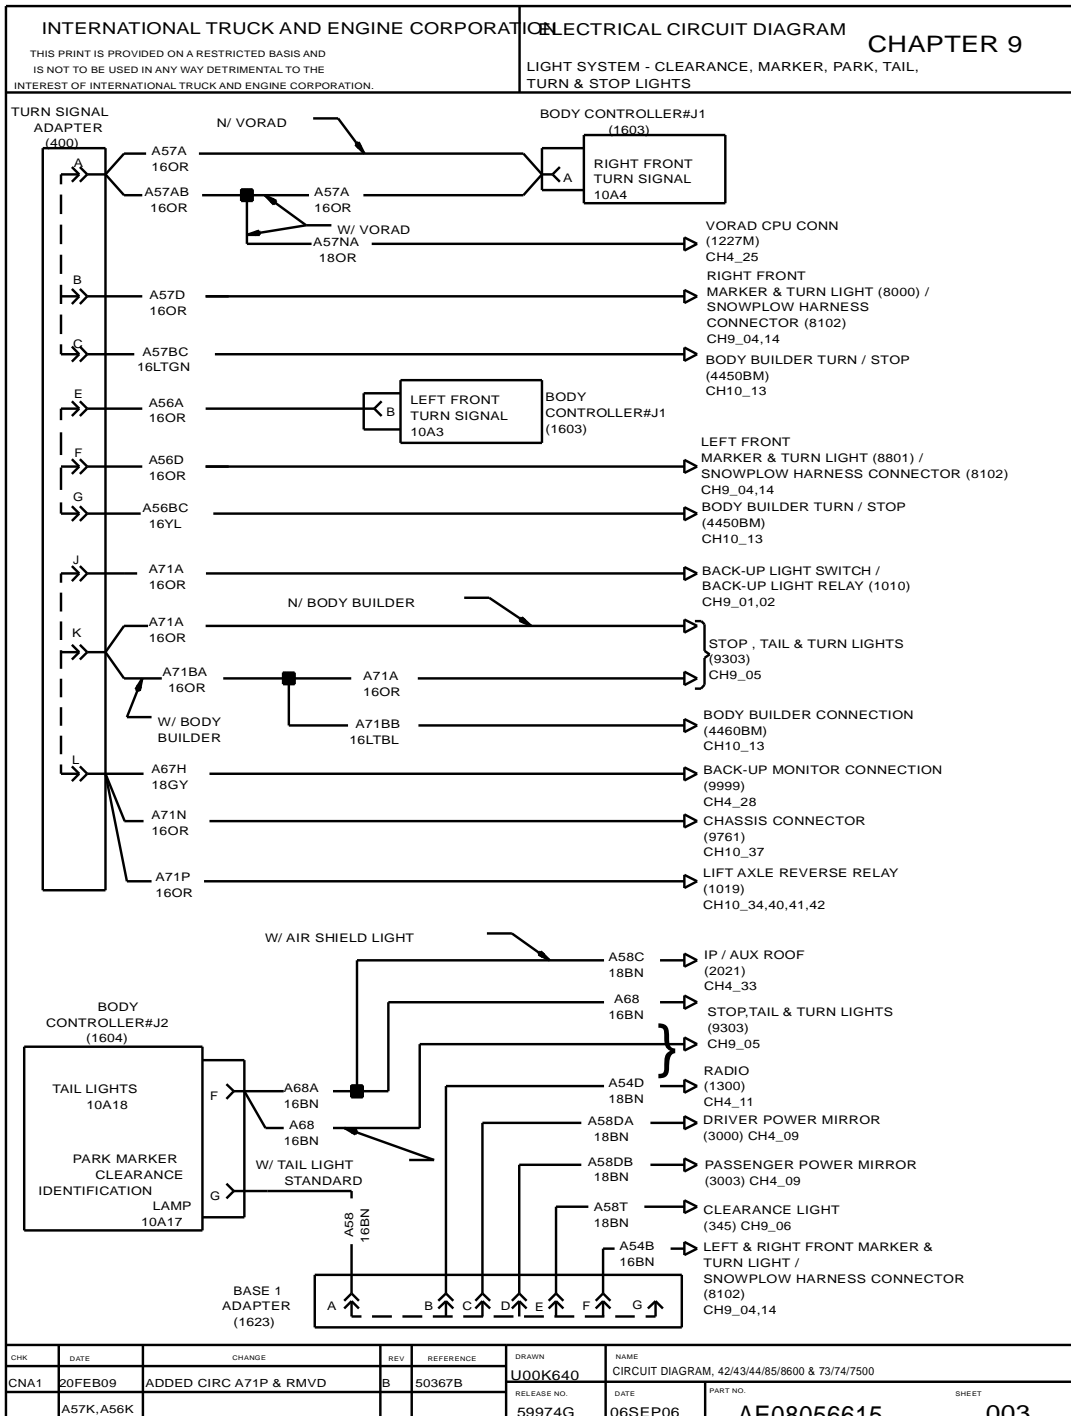 INTERNATIONAL TRUCK AND ENGINE CORPORATION
THIS PRINT IS PROVIDED ON A RESTRICTED BASIS AND
IS NOT TO BE USED IN ANY WAY DETRIMENTAL TO THE
INTEREST OF INTERNATIONAL TRUCK AND ENGINE CORPORATION.
ELECTRICAL CIRCUIT DIAGRAM
CHAPTER 9
LIGHT SYSTEM - CLEARANCE, MARKER, PARK, TAIL,
TURN & STOP LIGHTS
TURN SIGNAL
ADAPTER
(400)
N/ VORAD
BODY CONTROLLER#J1
(1603)
A
A57A
16OR
A
RIGHT FRONT
TURN SIGNAL
10A4
A57AB
16OR
A57A
16OR
W/ VORAD
A57NA
18OR
VORAD CPU CONN
(1227M)
CH4_25
B
A57D
16OR
RIGHT FRONT
MARKER & TURN LIGHT (8000) /
SNOWPLOW HARNESS
CONNECTOR (8102)
CH9_04,14
C
A57BC
16LTGN
BODY BUILDER TURN / STOP
(4450BM)
CH10_13
E
A56A
16OR
B
LEFT FRONT
TURN SIGNAL
10A3
BODY
CONTROLLER#J1
(1603)
F
A56D
16OR
LEFT FRONT
MARKER & TURN LIGHT (8801) /
SNOWPLOW HARNESS CONNECTOR (8102)
CH9_04,14
G
A56BC
16YL
BODY BUILDER TURN / STOP
(4450BM)
CH10_13
J
A71A
16OR
BACK-UP LIGHT SWITCH /
BACK-UP LIGHT RELAY (1010)
CH9_01,02
N/ BODY BUILDER
K
A71A
16OR
STOP , TAIL & TURN LIGHTS
(9303)
CH9_05
A71BA
16OR
A71A
16OR
W/ BODY
BUILDER
A71BB
16LTBL
BODY BUILDER CONNECTION
(4460BM)
CH10_13
L
A67H
18GY
BACK-UP MONITOR CONNECTION
(9999)
CH4_28
A71N
16OR
CHASSIS CONNECTOR
(9761)
CH10_37
A71P
16OR
LIFT AXLE REVERSE RELAY
(1019)
CH10_34,40,41,42
W/ AIR SHIELD LIGHT
A58C
18BN
IP / AUX ROOF
(2021)
CH4_33
A68
16BN
STOP,TAIL & TURN LIGHTS
(9303)
CH9_05
BODY
CONTROLLER#J2
(1604)
TAIL LIGHTS
10A18
F
A68A
16BN
A68
16BN
A54D
18BN
RADIO
(1300)
CH4_11
A58DA
18BN
DRIVER POWER MIRROR
(3000) CH4_09
PARK MARKER
CLEARANCE
IDENTIFICATION
LAMP
10A17
G
W/ TAIL LIGHT
STANDARD
A58DB
18BN
PASSENGER POWER MIRROR
(3003) CH4_09
A58
16BN
A58T
18BN
CLEARANCE LIGHT
(345) CH9_06
A54B
16BN
LEFT & RIGHT FRONT MARKER &
TURN LIGHT /
SNOWPLOW HARNESS CONNECTOR
(8102)
CH9_04,14
BASE 1
ADAPTER
(1623)
A B C D E F G
CHK DATE CHANGE REV REFERENCE DRAWN NAME
CNA1 20FEB09 ADDED CIRC A71P & RMVD B 50367B U00K640 CIRCUIT DIAGRAM, 42/43/44/85/8600 & 73/74/7500
RELEASE NO. DATE PART NO. SHEET
A57K,A56K 59974G 06SEP06 AE08056615 003